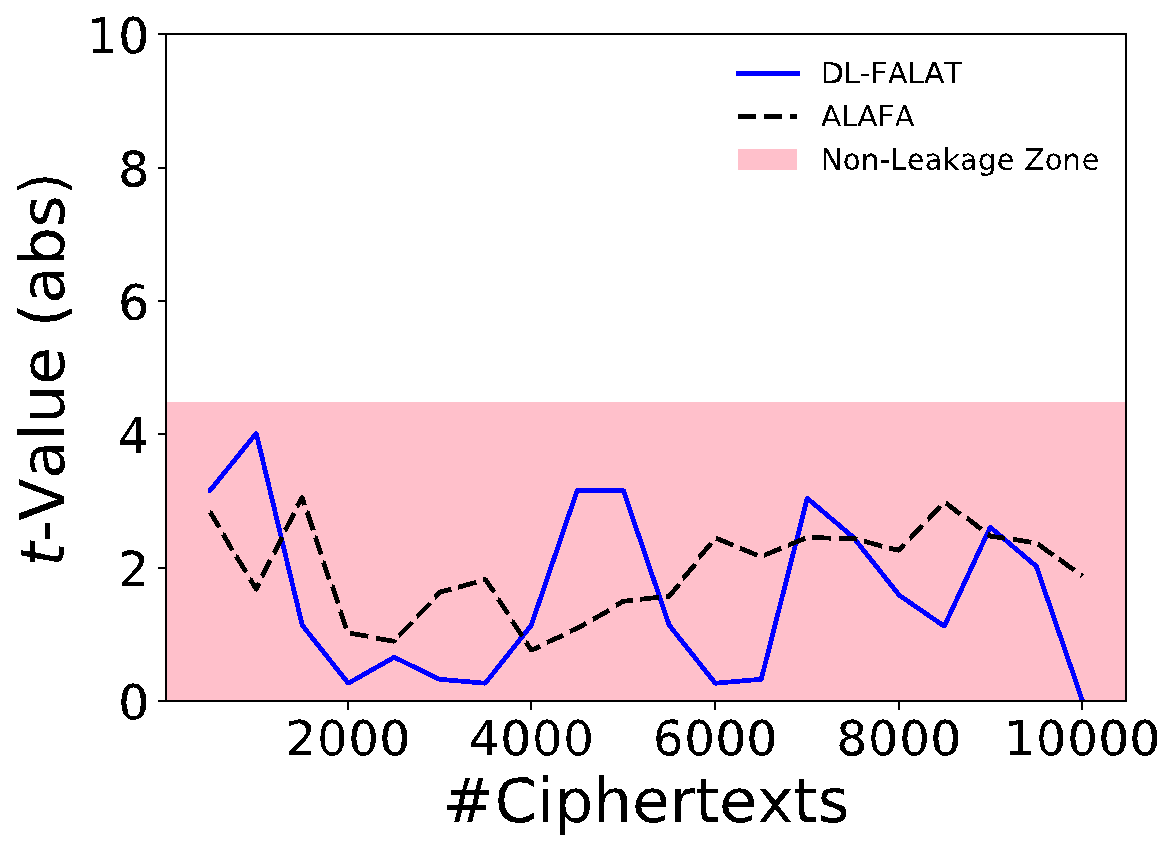 10
8
6
4
2
0
t-Value (abs)
DL-FALAT
ALAFA
Non-Leakage Zone
2000 4000 6000 8000 10000
#Ciphertexts